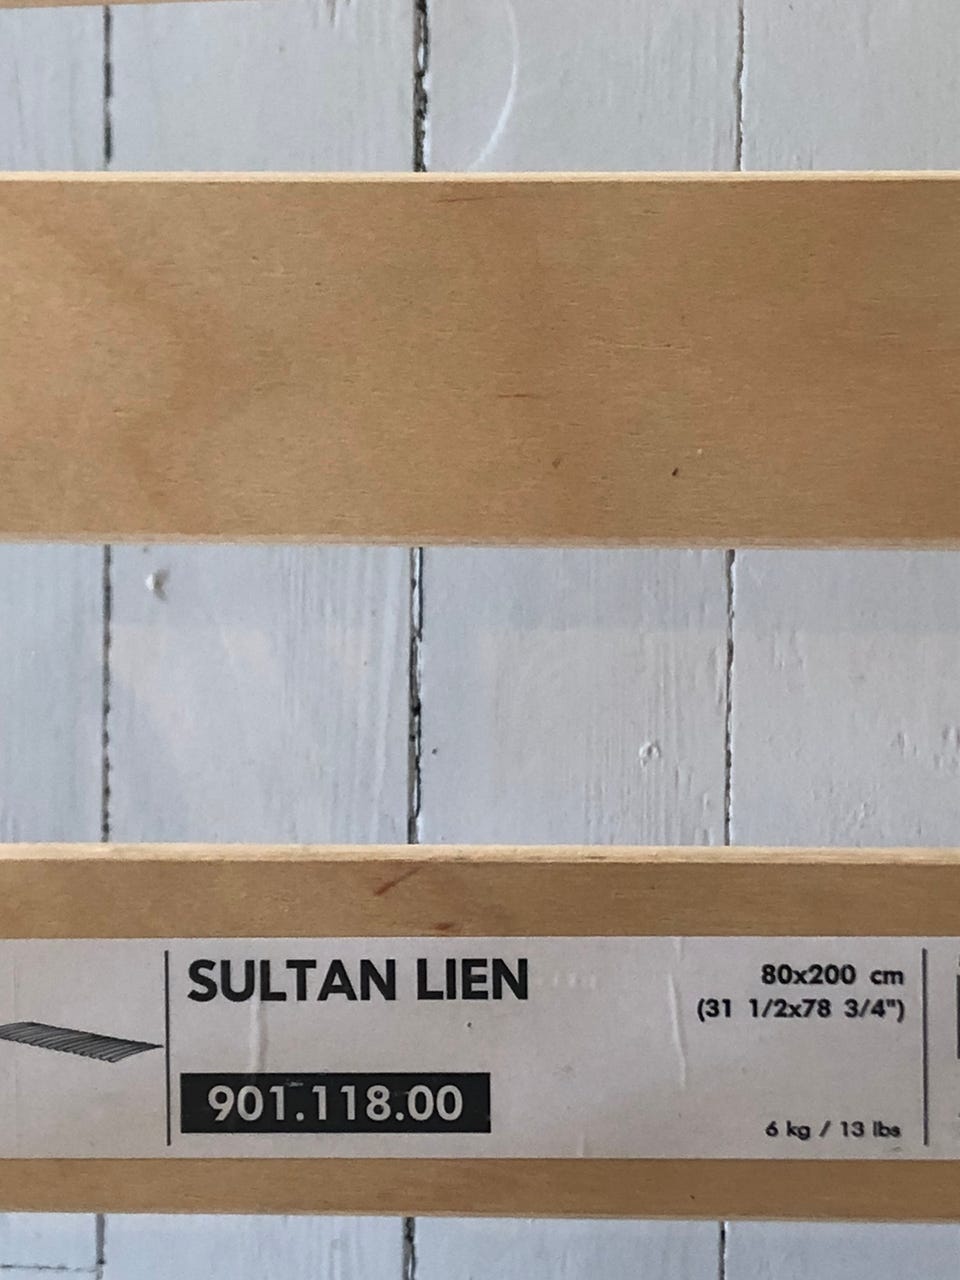 SULTAN LIEN
80x200 cm
(31 1/2x78 3/4")
901.118.00
6 kg / 13 lbs